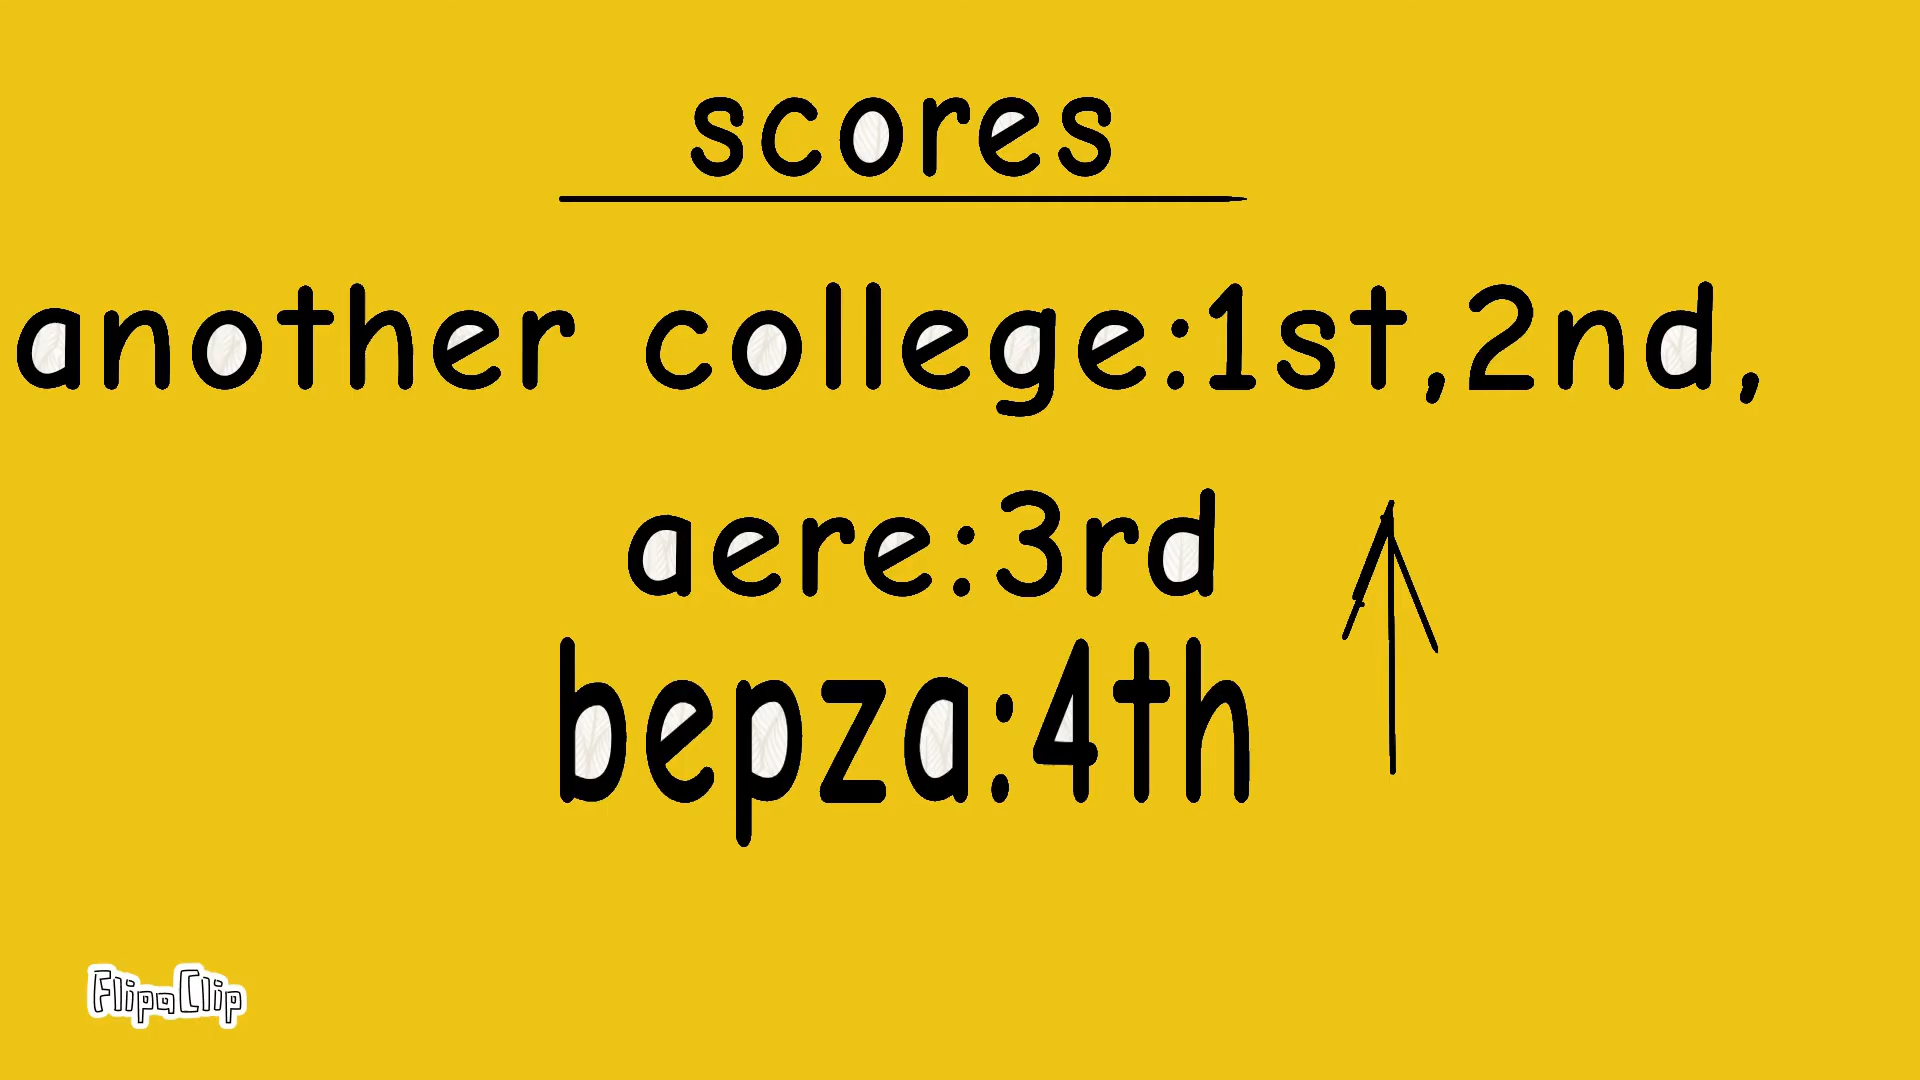 scores
another college:1st,2nd,
aere:3rd
bepza:4th
FlipaClip